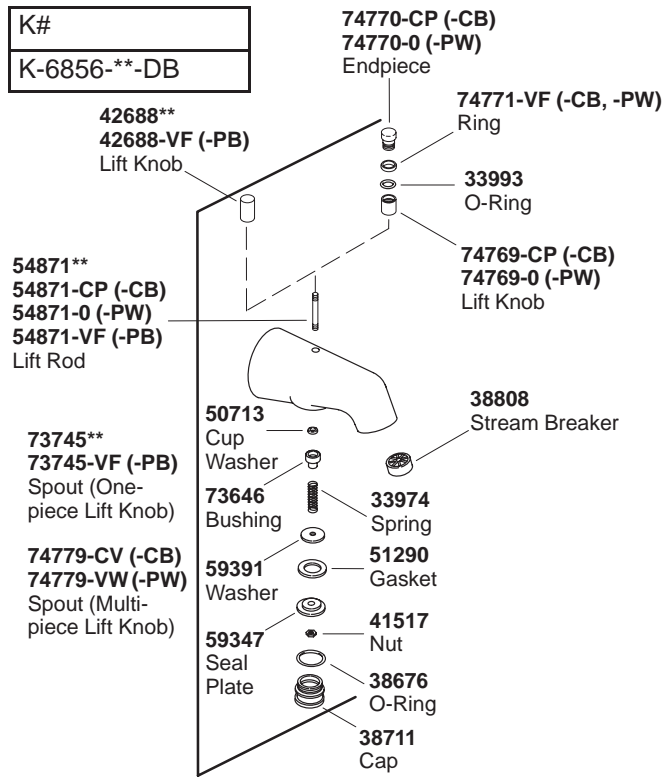 K#
K-6856-**-DB
74770-CP (-CB)
74770-0 (-PW)
Endpiece
74771-VF (-CB, -PW)
Ring
42688**
42688-VF (-PB)
Lift Knob
33993
O-Ring
74769-CP (-CB)
74769-0 (-PW)
Lift Knob
54871**
54871-CP (-CB)
54871-0 (-PW)
54871-VF (-PB)
Lift Rod
38808
Stream Breaker
50713
Cup
Washer
73745**
73745-VF (-PB)
Spout (One-
piece Lift Knob)
73646
Bushing
33974
Spring
74779-CV (-CB)
74779-VW (-PW)
Spout (Multi-
piece Lift Knob)
59391
Washer
51290
Gasket
59347
Seal
Plate
41517
Nut
38676
O-Ring
38711
Cap